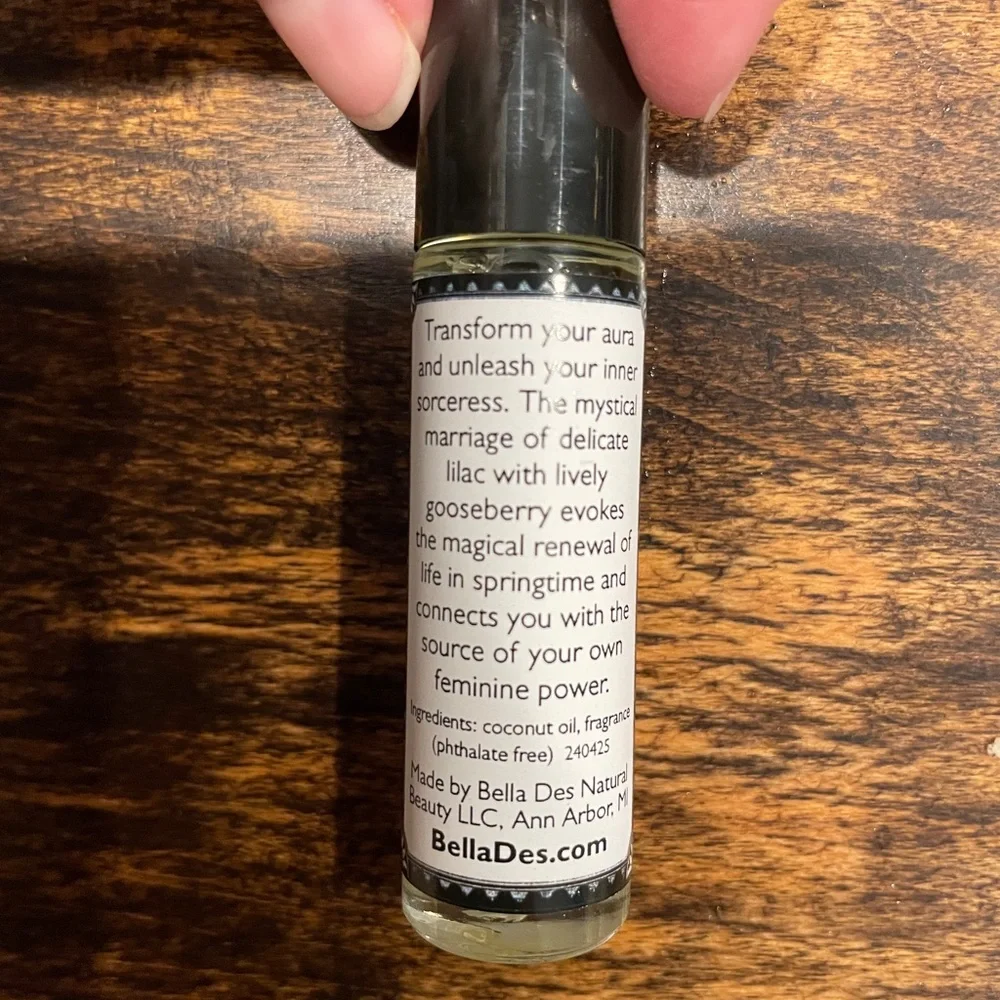 Transform your aura
and unleash your inner
sorceress. The mystical
marriage of delicate
lilac with lively
gooseberry evokes
the magical renewal of
life in springtime and
connects you with the
source of your own
feminine power.
Ingredients: coconut oil, fragrance
(phthalate free) 240425
Made by Bella Des Natural
Beauty LLC, Ann Arbor, MI
BellaDes.com